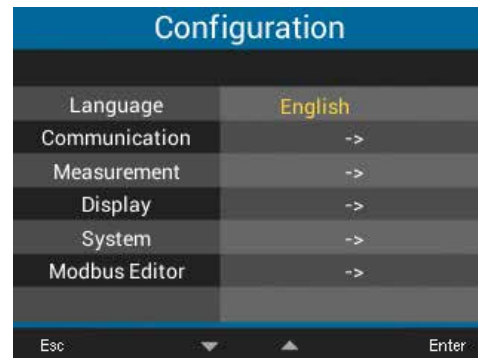 Configuration
Language English
Communication ->
Measurement ->
Display ->
System ->
Modbus Editor ->
Esc Enter